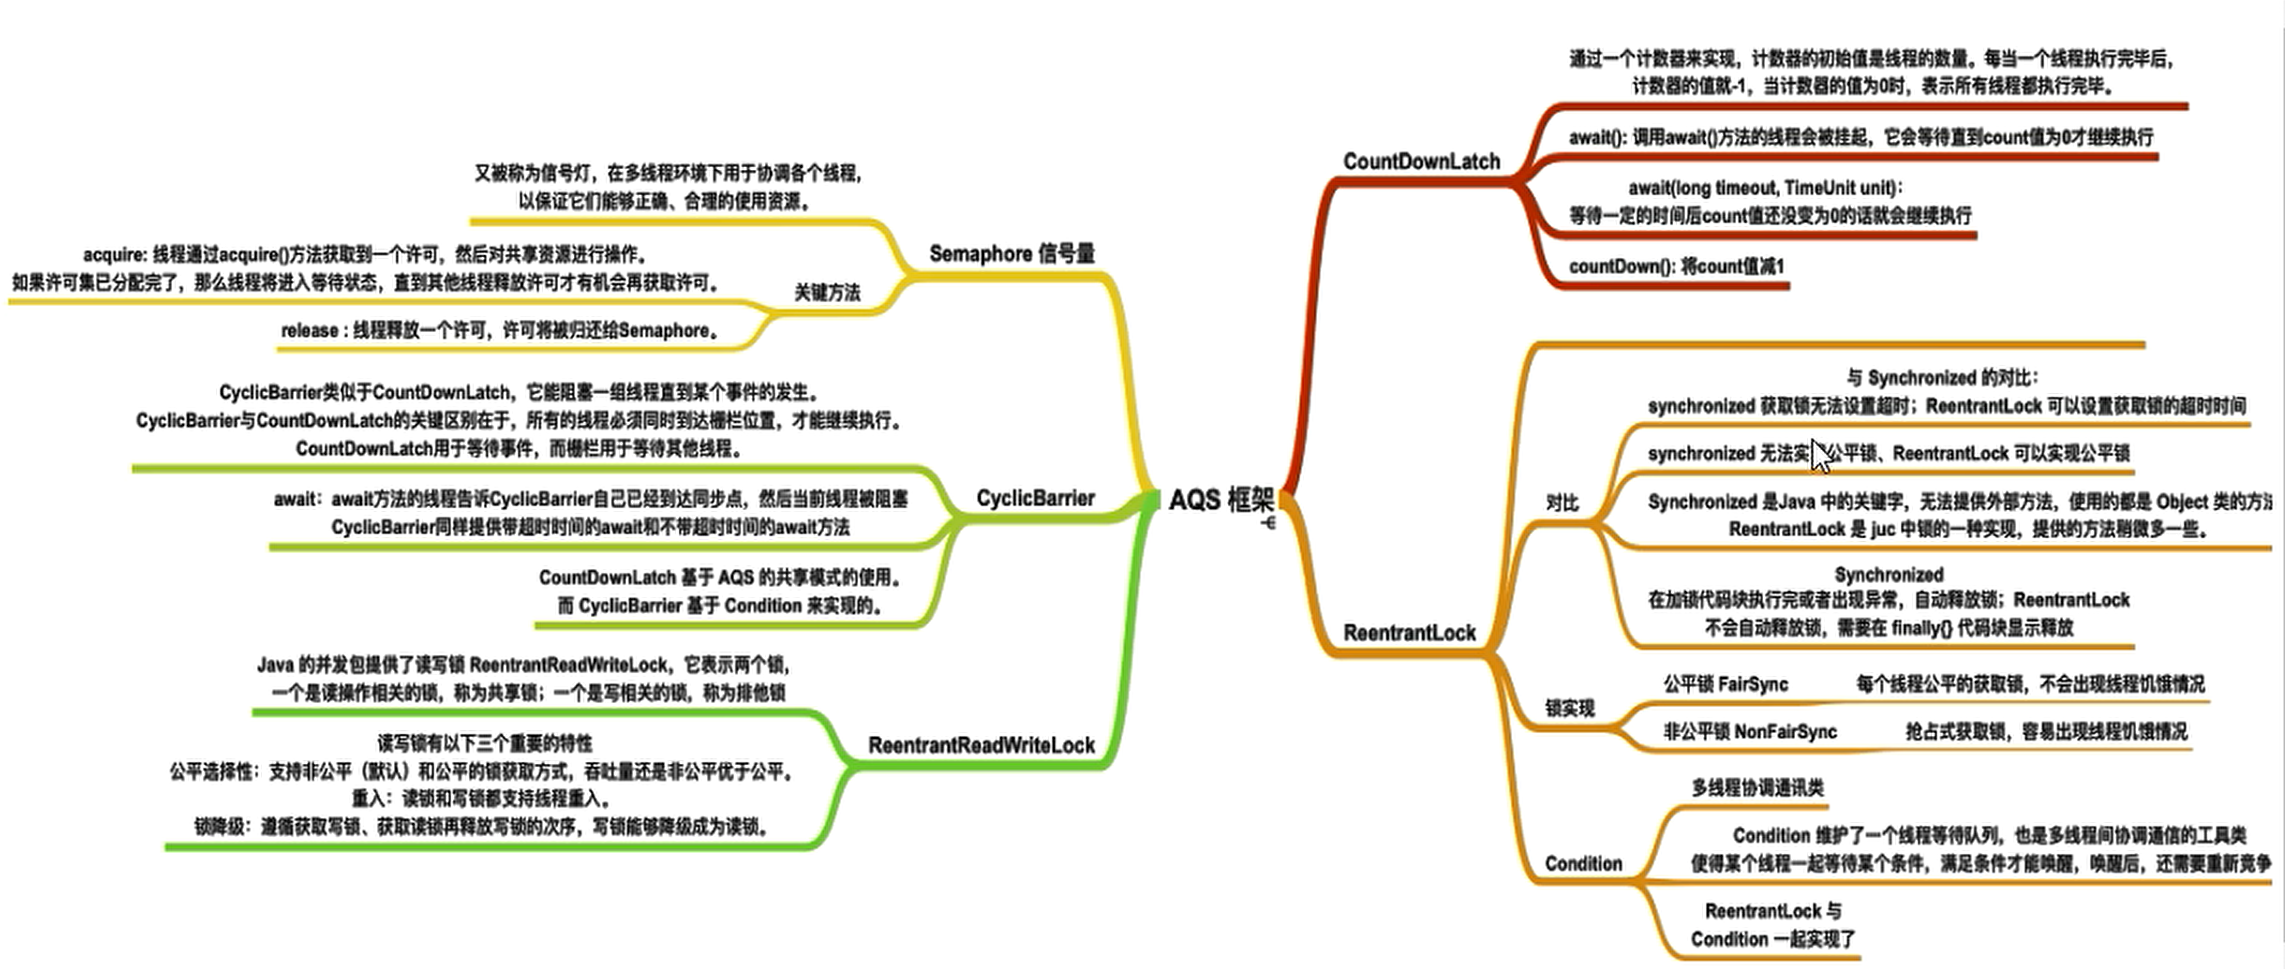 AQS 框架
CountDownLatch
通过一个计数器来实现，计数器的初始值是线程的数量。每当一个线程执行完毕后，
计数器的值就-1，当计数器的值为0时，表示所有线程都执行完毕。
await(): 调用await()方法的线程会被挂起，它会等待直到count值为0才继续执行
await(long timeout, TimeUnit unit)：
等待一定的时间后count值还没变为0的话就会继续执行
countDown(): 将count值减1
ReentrantLock
对比
与 Synchronized 的对比：
synchronized 获取锁无法设置超时；ReentrantLock 可以设置获取锁的超时时间
synchronized 无法实 公平锁、ReentrantLock 可以实现公平锁
Synchronized 是Java 中的关键字，无法提供外部方法，使用的都是 Object 类的方法
ReentrantLock 是 juc 中锁的一种实现，提供的方法稍微多一些。
Synchronized
在加锁代码块执行完或者出现异常，自动释放锁；ReentrantLock
不会自动释放锁，需要在 finally{} 代码块显示释放
锁实现
公平锁 FairSync
每个线程公平的获取锁，不会出现线程饥饿情况
非公平锁 NonFairSync
抢占式获取锁，容易出现线程饥饿情况
Condition
多线程协调通讯类
Condition 维护了一个线程等待队列，也是多线程间协调通信的工具类
使得某个线程一起等待某个条件，满足条件才能唤醒，唤醒后，还需要重新竞争
ReentrantLock 与
Condition 一起实现了
Semaphore 信号量
又被称为信号灯，在多线程环境下用于协调各个线程，
以保证它们能够正确、合理的使用资源。
关键方法
acquire: 线程通过acquire()方法获取到一个许可，然后对共享资源进行操作。
如果许可集已分配完了，那么线程将进入等待状态，直到其他线程释放许可才有机会再获取许可。
release : 线程释放一个许可，许可将被归还给Semaphore。
CyclicBarrier
CyclicBarrier类似于CountDownLatch，它能阻塞一组线程直到某个事件的发生。
CyclicBarrier与CountDownLatch的关键区别在于，所有的线程必须同时到达栅栏位置，才能继续执行。
CountDownLatch用于等待事件，而栅栏用于等待其他线程。
await：await方法的线程告诉CyclicBarrier自己已经到达同步点，然后当前线程被阻塞
CyclicBarrier同样提供带超时时间的await和不带超时时间的await方法
CountDownLatch 基于 AQS 的共享模式的使用。
而 CyclicBarrier 基于 Condition 来实现的。
ReentrantReadWriteLock
Java 的并发包提供了读写锁 ReentrantReadWriteLock，它表示两个锁，
一个是读操作相关的锁，称为共享锁；一个是写相关的锁，称为排他锁
读写锁有以下三个重要的特性
公平选择性：支持非公平（默认）和公平的锁获取方式，吞吐量还是非公平优于公平。
重入：读锁和写锁都支持线程重入。
锁降级：遵循获取写锁、获取读锁再释放写锁的次序，写锁能够降级成为读锁。